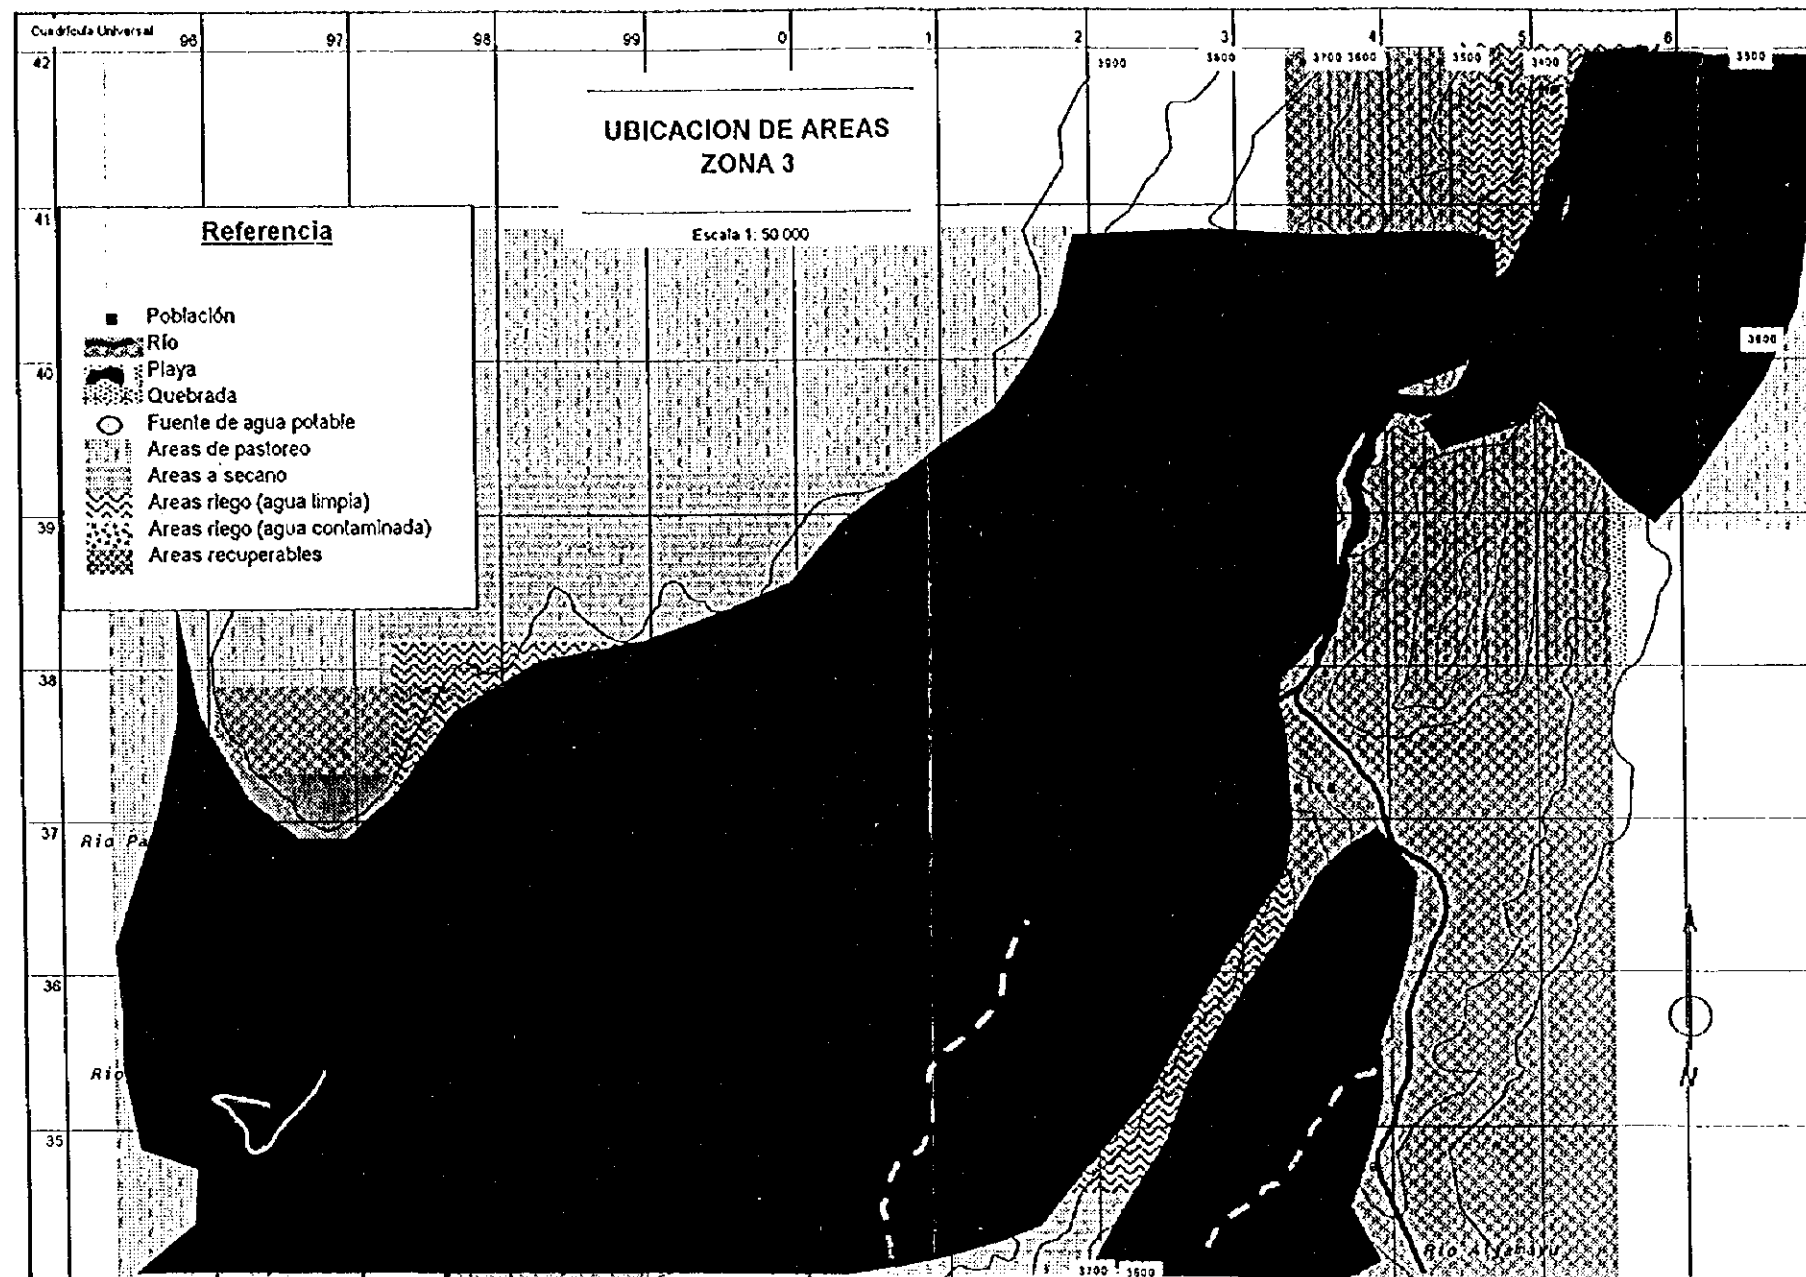 Cuadrícula Universal
96 97 98 99 0 1 2 3 4 5
42
3900 3800 3700 3600 3500 3400 3500
UBICACION DE AREAS
ZONA 3
Escala 1: 50 000
41
Referencia
Población
Río
Playa
Quebrada
Fuente de agua potable
Areas de pastoreo
Areas a secano
Areas riego (agua limpia)
Areas riego (agua contaminada)
Areas recuperables
40
3600
39
38
37
Río Pa
36
Río
N
35
3700 3600
Río